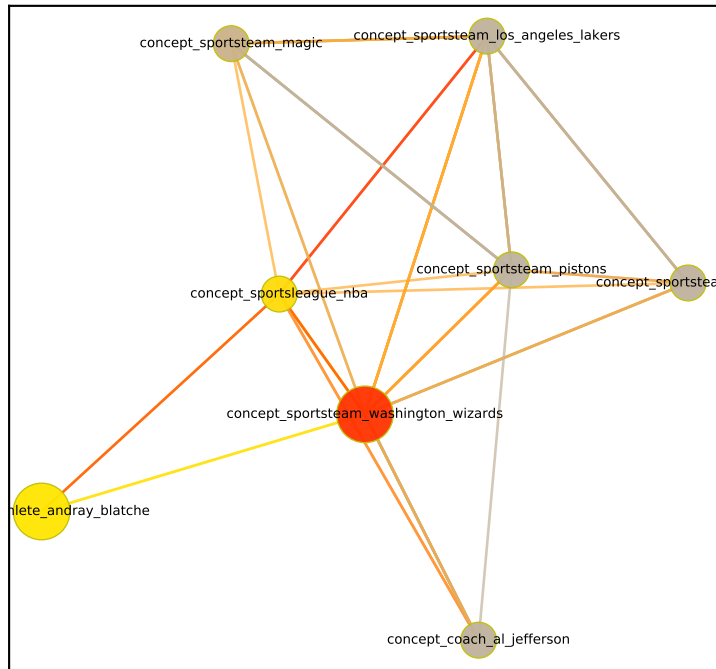 concept_sportsteam_magic
concept_sportsteam_los_angeles_lakers
concept_sportsteam_pistons
concept_sportstea
concept_sportsleague_nba
concept_sportsteam_washington_wizards
hlete_andray_blatche
concept_coach_al_jefferson